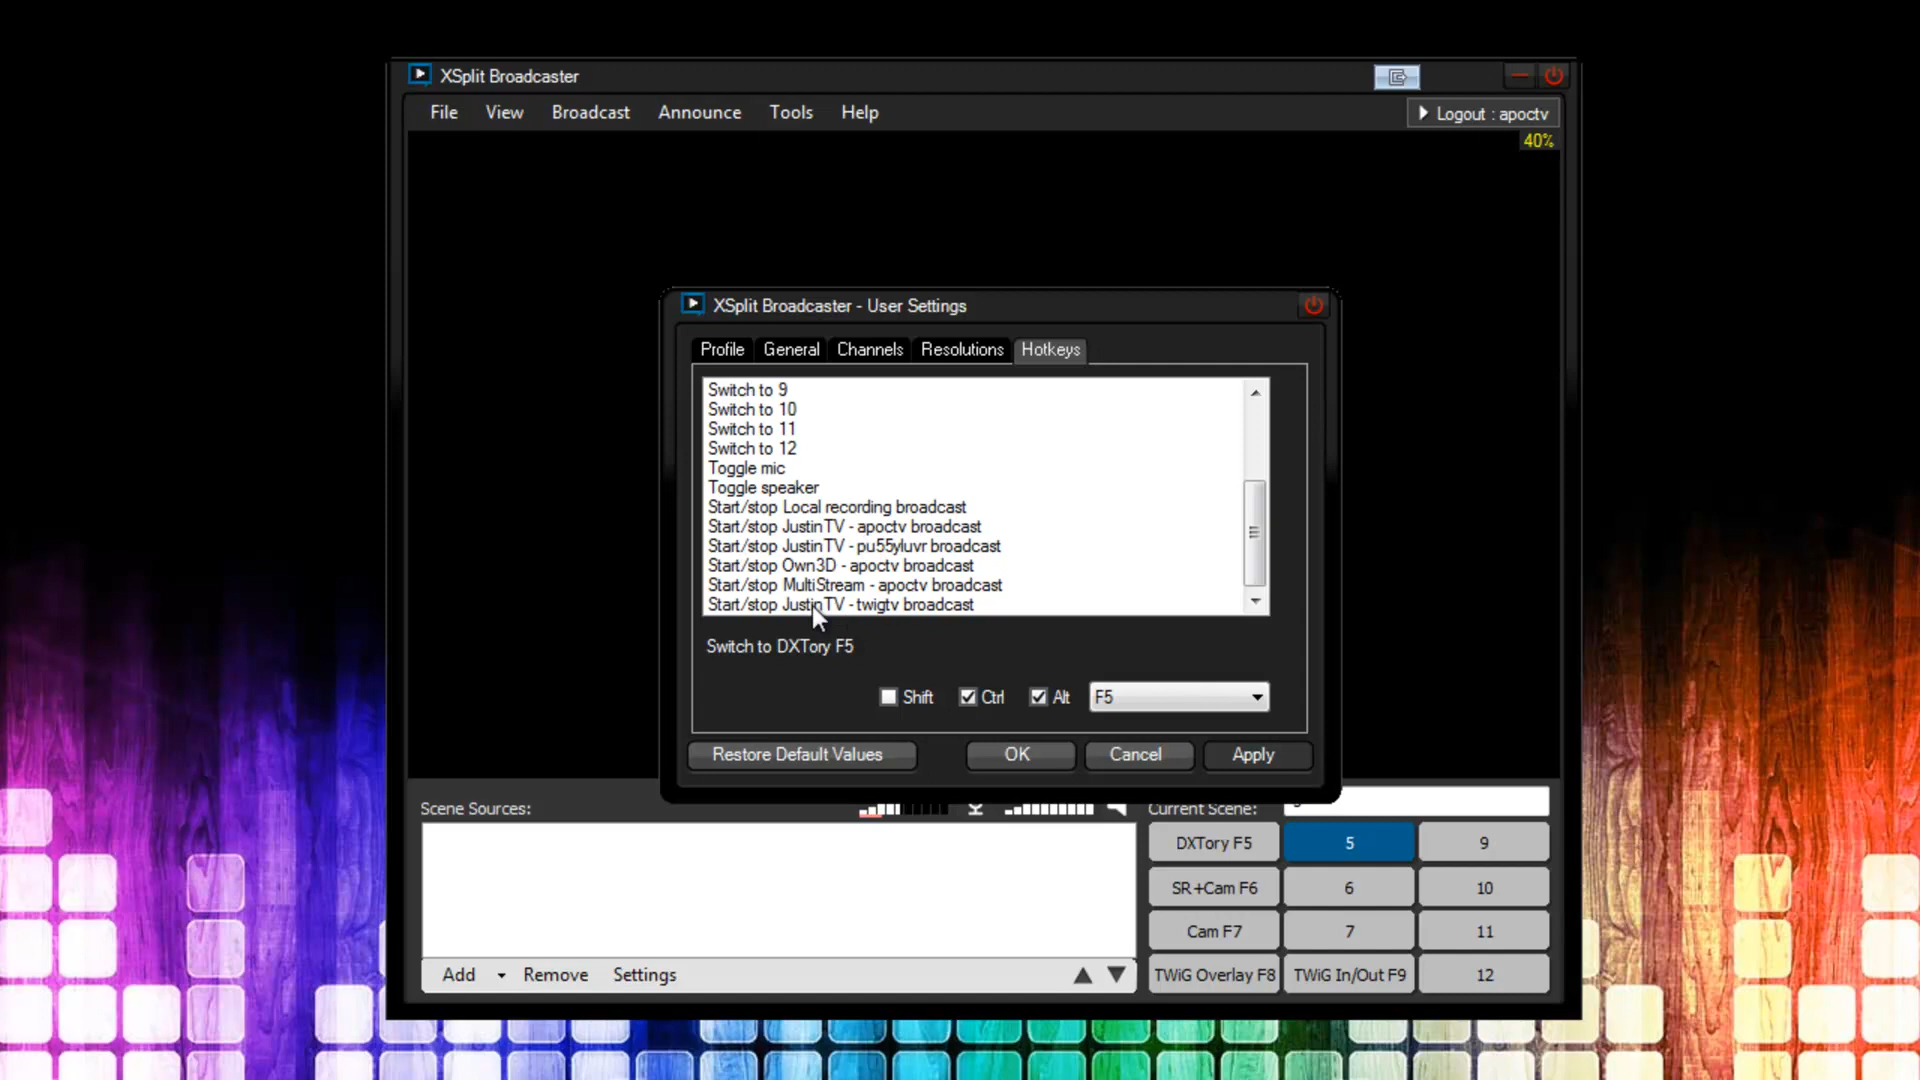 XSplit Broadcaster
File View Broadcast Announce Tools Help
Logout : apoctv
40%
XSplit Broadcaster - User Settings
Profile General Channels Resolutions Hotkeys
Switch to 9
Switch to 10
Switch to 11
Switch to 12
Toggle mic
Toggle speaker
Start/stop Local recording broadcast
Start/stop JustinTV - apoctv broadcast
Start/stop JustinTV - pu55yluvr broadcast
Start/stop Own3D - apoctv broadcast
Start/stop MultiStream - apoctv broadcast
Start/stop JustinTV - twigtv broadcast
Switch to DXTory F5
Shift Ctrl Alt F5
Restore Default Values OK Cancel Apply
Scene Sources:
Current Scene:
DXTory F5 5 9
SR+Cam F6 6 10
Cam F7 7 11
TWiG Overlay F8 TWiG In/Out F9 12
Add Remove Settings